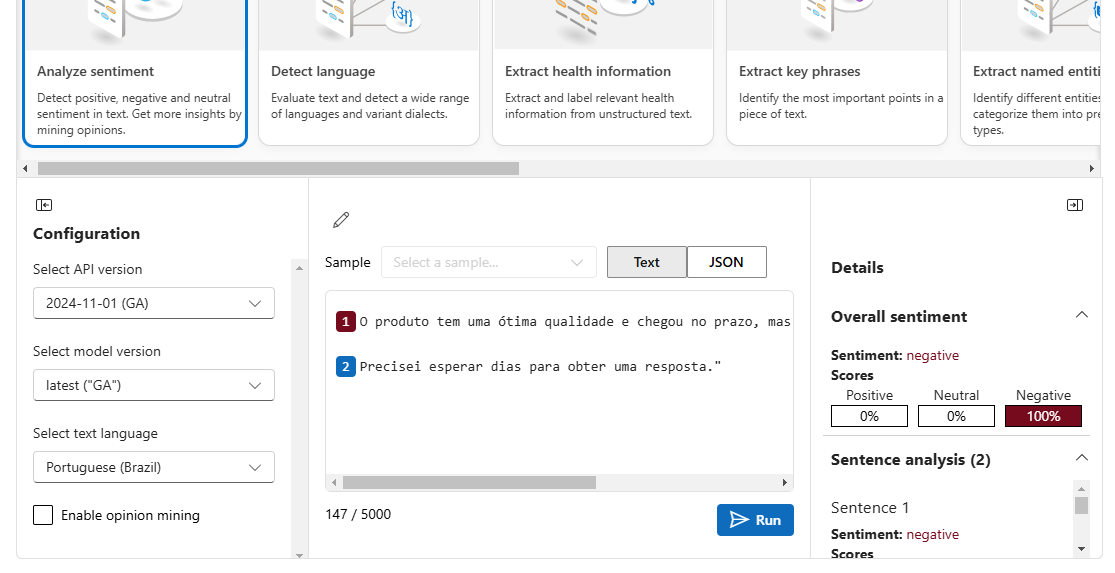 Analyze sentiment
Detect positive, negative and neutral
sentiment in text. Get more insights by
mining opinions.
Detect language
Evaluate text and detect a wide range
of languages and variant dialects.
Extract health information
Extract and label relevant health
information from unstructured text.
Extract key phrases
Identify the most important points in a
piece of text.
Extract named
Identify different
categorize them into
types.
Configuration
Select API version
2024-11-01 (GA)
Select model version
latest ("GA")
Select text language
Portuguese (Brazil)
Enable opinion mining
Sample
Select a sample...
Text
JSON
1 O produto tem uma ótima qualidade e chegou no prazo, mas
2 Precisei esperar dias para obter uma resposta."
147 / 5000
Run
Details
Overall sentiment
Sentiment: negative
Scores
Positive Neutral Negative
0% 0% 100%
Sentence analysis (2)
Sentence 1
Sentiment: negative
Scores